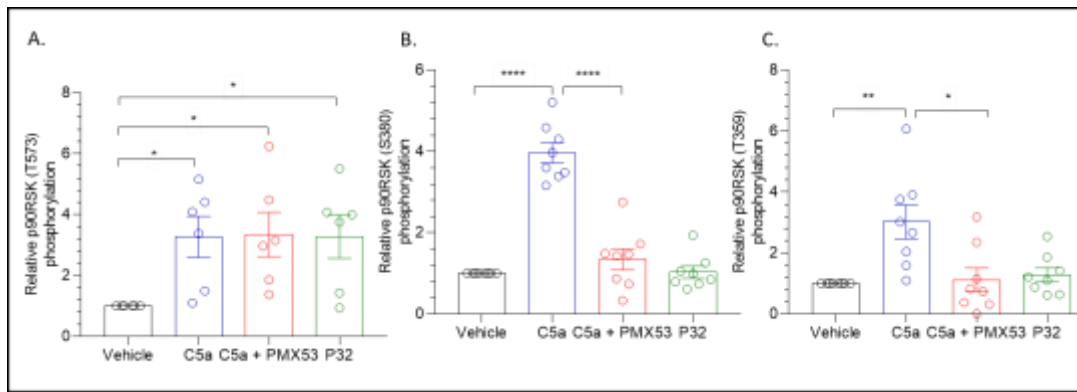 A.
Relative p90RSK (T573)
phosphorylation
8
6
4
2
0
*
*
*
Vehicle C5a C5a + PMX53 P32
B.
Relative p90RSK (S380)
phosphorylation
6
4
2
0
**** ****
Vehicle C5a C5a + PMX53 P32
C.
Relative p90RSK (T359)
phosphorylation
8
6
4
2
0
** *
Vehicle C5a C5a + PMX53 P32